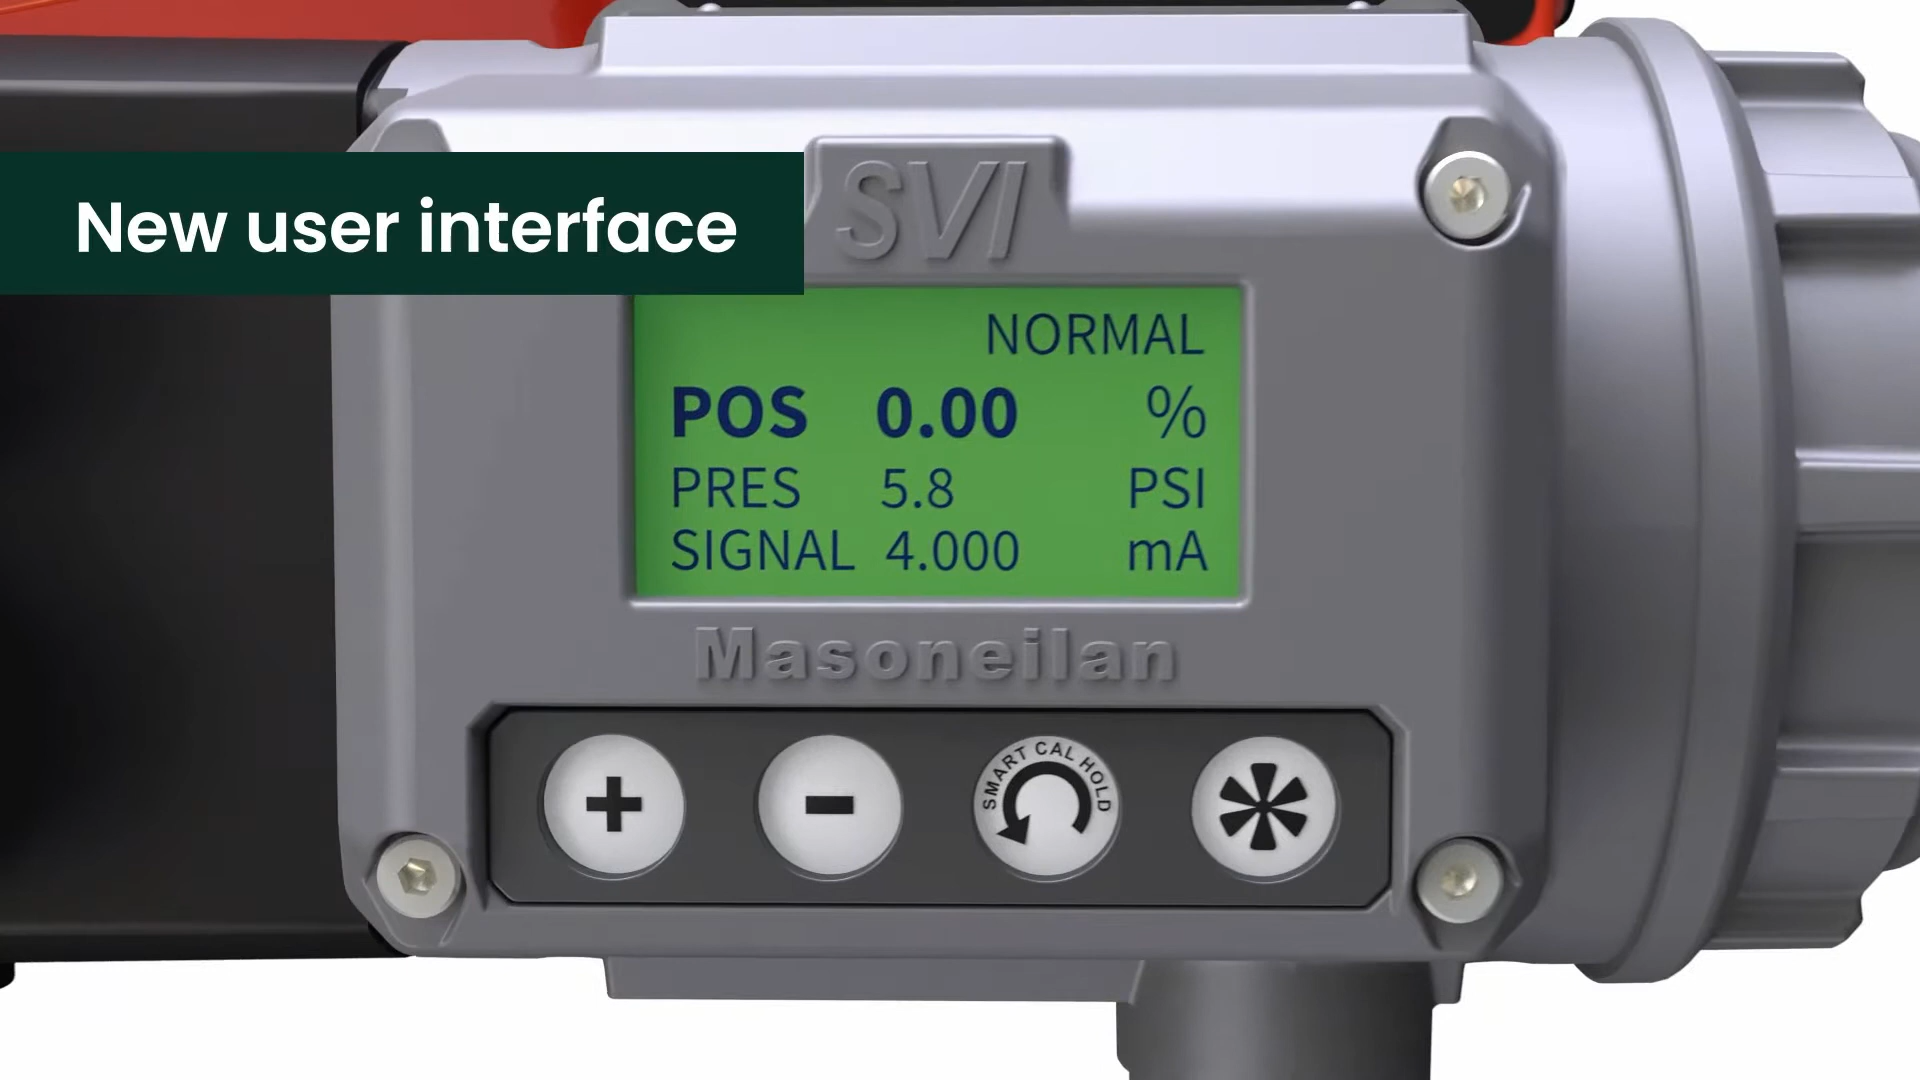 New user interface
SVI
NORMAL
POS 0.00 %
PRES 5.8 PSI
SIGNAL 4.000 mA
Masoneilan
+ -
SMART CAL HOLD